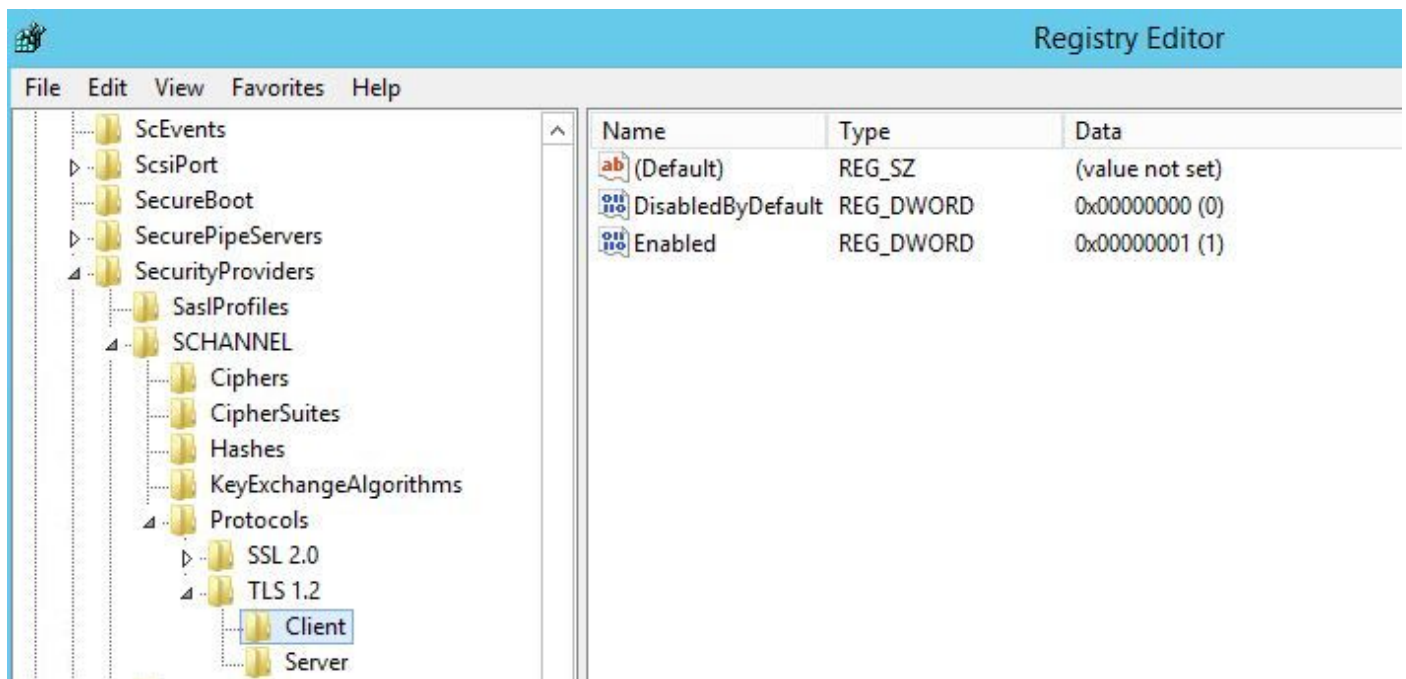 Registry Editor
File Edit View Favorites Help
ScEvents
ScsiPort
SecureBoot
SecurePipeServers
SecurityProviders
SaslProfiles
SCHANNEL
Ciphers
CipherSuites
Hashes
KeyExchangeAlgorithms
Protocols
SSL 2.0
TLS 1.2
Client
Server
Name Type Data
(Default) REG_SZ (value not set)
DisabledByDefault REG_DWORD 0x00000000 (0)
Enabled REG_DWORD 0x00000001 (1)